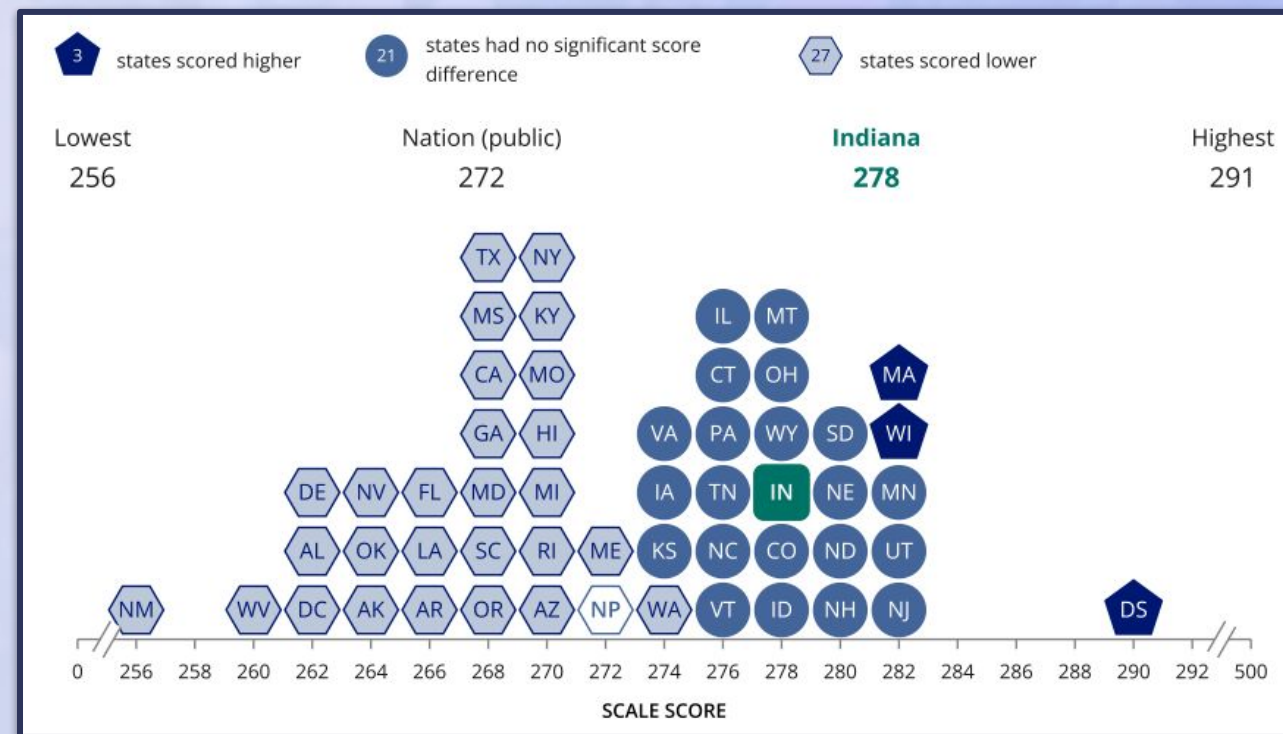 3 states scored higher
21 states had no significant score
difference
27 states scored lower
Lowest Nation (public) Indiana Highest
256 272 278 291
TX NY
MS KY IL MT
CA MO CT OH MA
GA HI VA PA WY SD WI
DE NV FL MD MI IA TN IN NE MN
AL OK LA SC RI ME KS NC CO ND UT
NM WV DC AK AR OR AZ NP WA VT ID NH NJ DS
0 256 258 260 262 264 266 268 270 272 274 276 278 280 282 284 286 288 290 292 500
SCALE SCORE